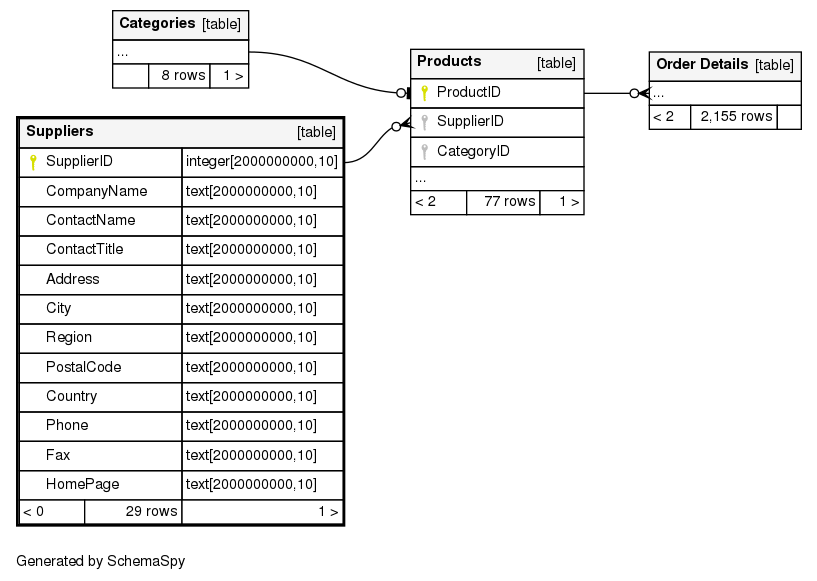 Categories [table]
...
8 rows 1 >
Suppliers [table]
SupplierID integer[2000000000,10]
CompanyName text[2000000000,10]
ContactName text[2000000000,10]
ContactTitle text[2000000000,10]
Address text[2000000000,10]
City text[2000000000,10]
Region text[2000000000,10]
PostalCode text[2000000000,10]
Country text[2000000000,10]
Phone text[2000000000,10]
Fax text[2000000000,10]
HomePage text[2000000000,10]
< 0 29 rows 1 >
Products [table]
ProductID
SupplierID
CategoryID
...
< 2 77 rows 1 >
Order Details [table]
...
< 2 2,155 rows
Generated by SchemaSpy